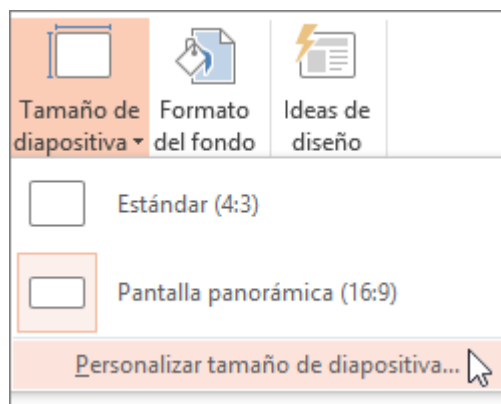 Tamaño de
diapositiva
Formato
del fondo
Ideas de
diseño
Estándar (4:3)
Pantalla panorámica (16:9)
Personalizar tamaño de diapositiva...